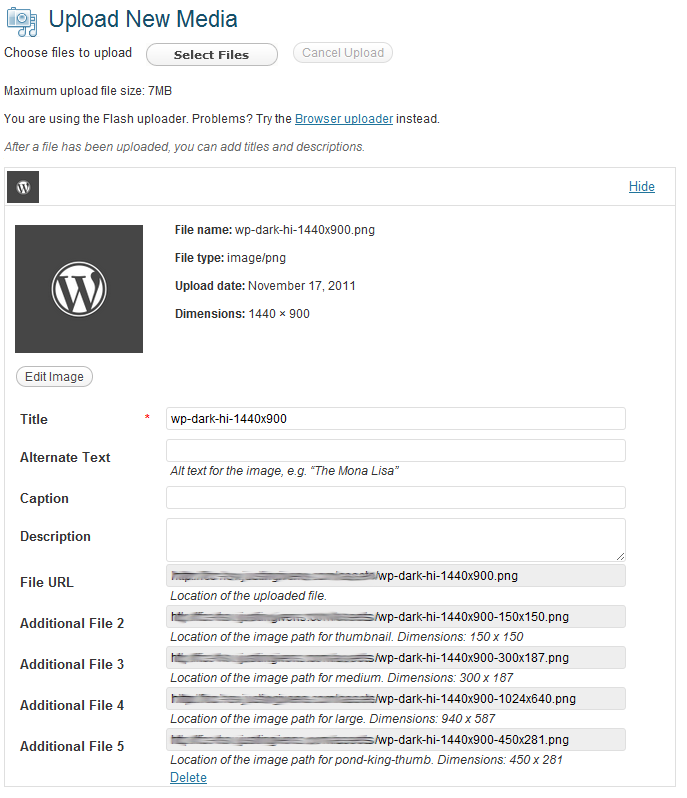 Upload New Media
Choose files to upload Select Files Cancel Upload
Maximum upload file size: 7MB
You are using the Flash uploader. Problems? Try the Browser uploader instead.
After a file has been uploaded, you can add titles and descriptions.
Hide
File name: wp-dark-hi-1440x900.png
File type: image/png
Upload date: November 17, 2011
Dimensions: 1440 × 900
Edit Image
Title * wp-dark-hi-1440x900
Alternate Text
Alt text for the image, e.g. “The Mona Lisa”
Caption
Description
File URL /wp-dark-hi-1440x900.png
Location of the uploaded file.
Additional File 2 /wp-dark-hi-1440x900-150x150.png
Location of the image path for thumbnail. Dimensions: 150 x 150
Additional File 3 /wp-dark-hi-1440x900-300x187.png
Location of the image path for medium. Dimensions: 300 x 187
Additional File 4 /wp-dark-hi-1440x900-1024x640.png
Location of the image path for large. Dimensions: 940 x 587
Additional File 5 /wp-dark-hi-1440x900-450x281.png
Location of the image path for pond-king-thumb. Dimensions: 450 x 281
Delete